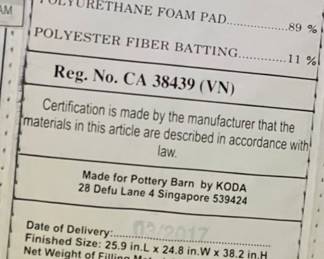 POLYURETHANE FOAM PAD..............89 %
POLYESTER FIBER BATTING............11 %
Reg. No. CA 38439 (VN)
Certification is made by the manufacturer that the
materials in this article are described in accordance with
law.
Made for Pottery Barn by KODA
28 Defu Lane 4 Singapore 539424
Date of Delivery: 03/2017
Finished Size: 25.9 in.L x 24.8 in.W x 38.2 in.H
Net Weight of Filling